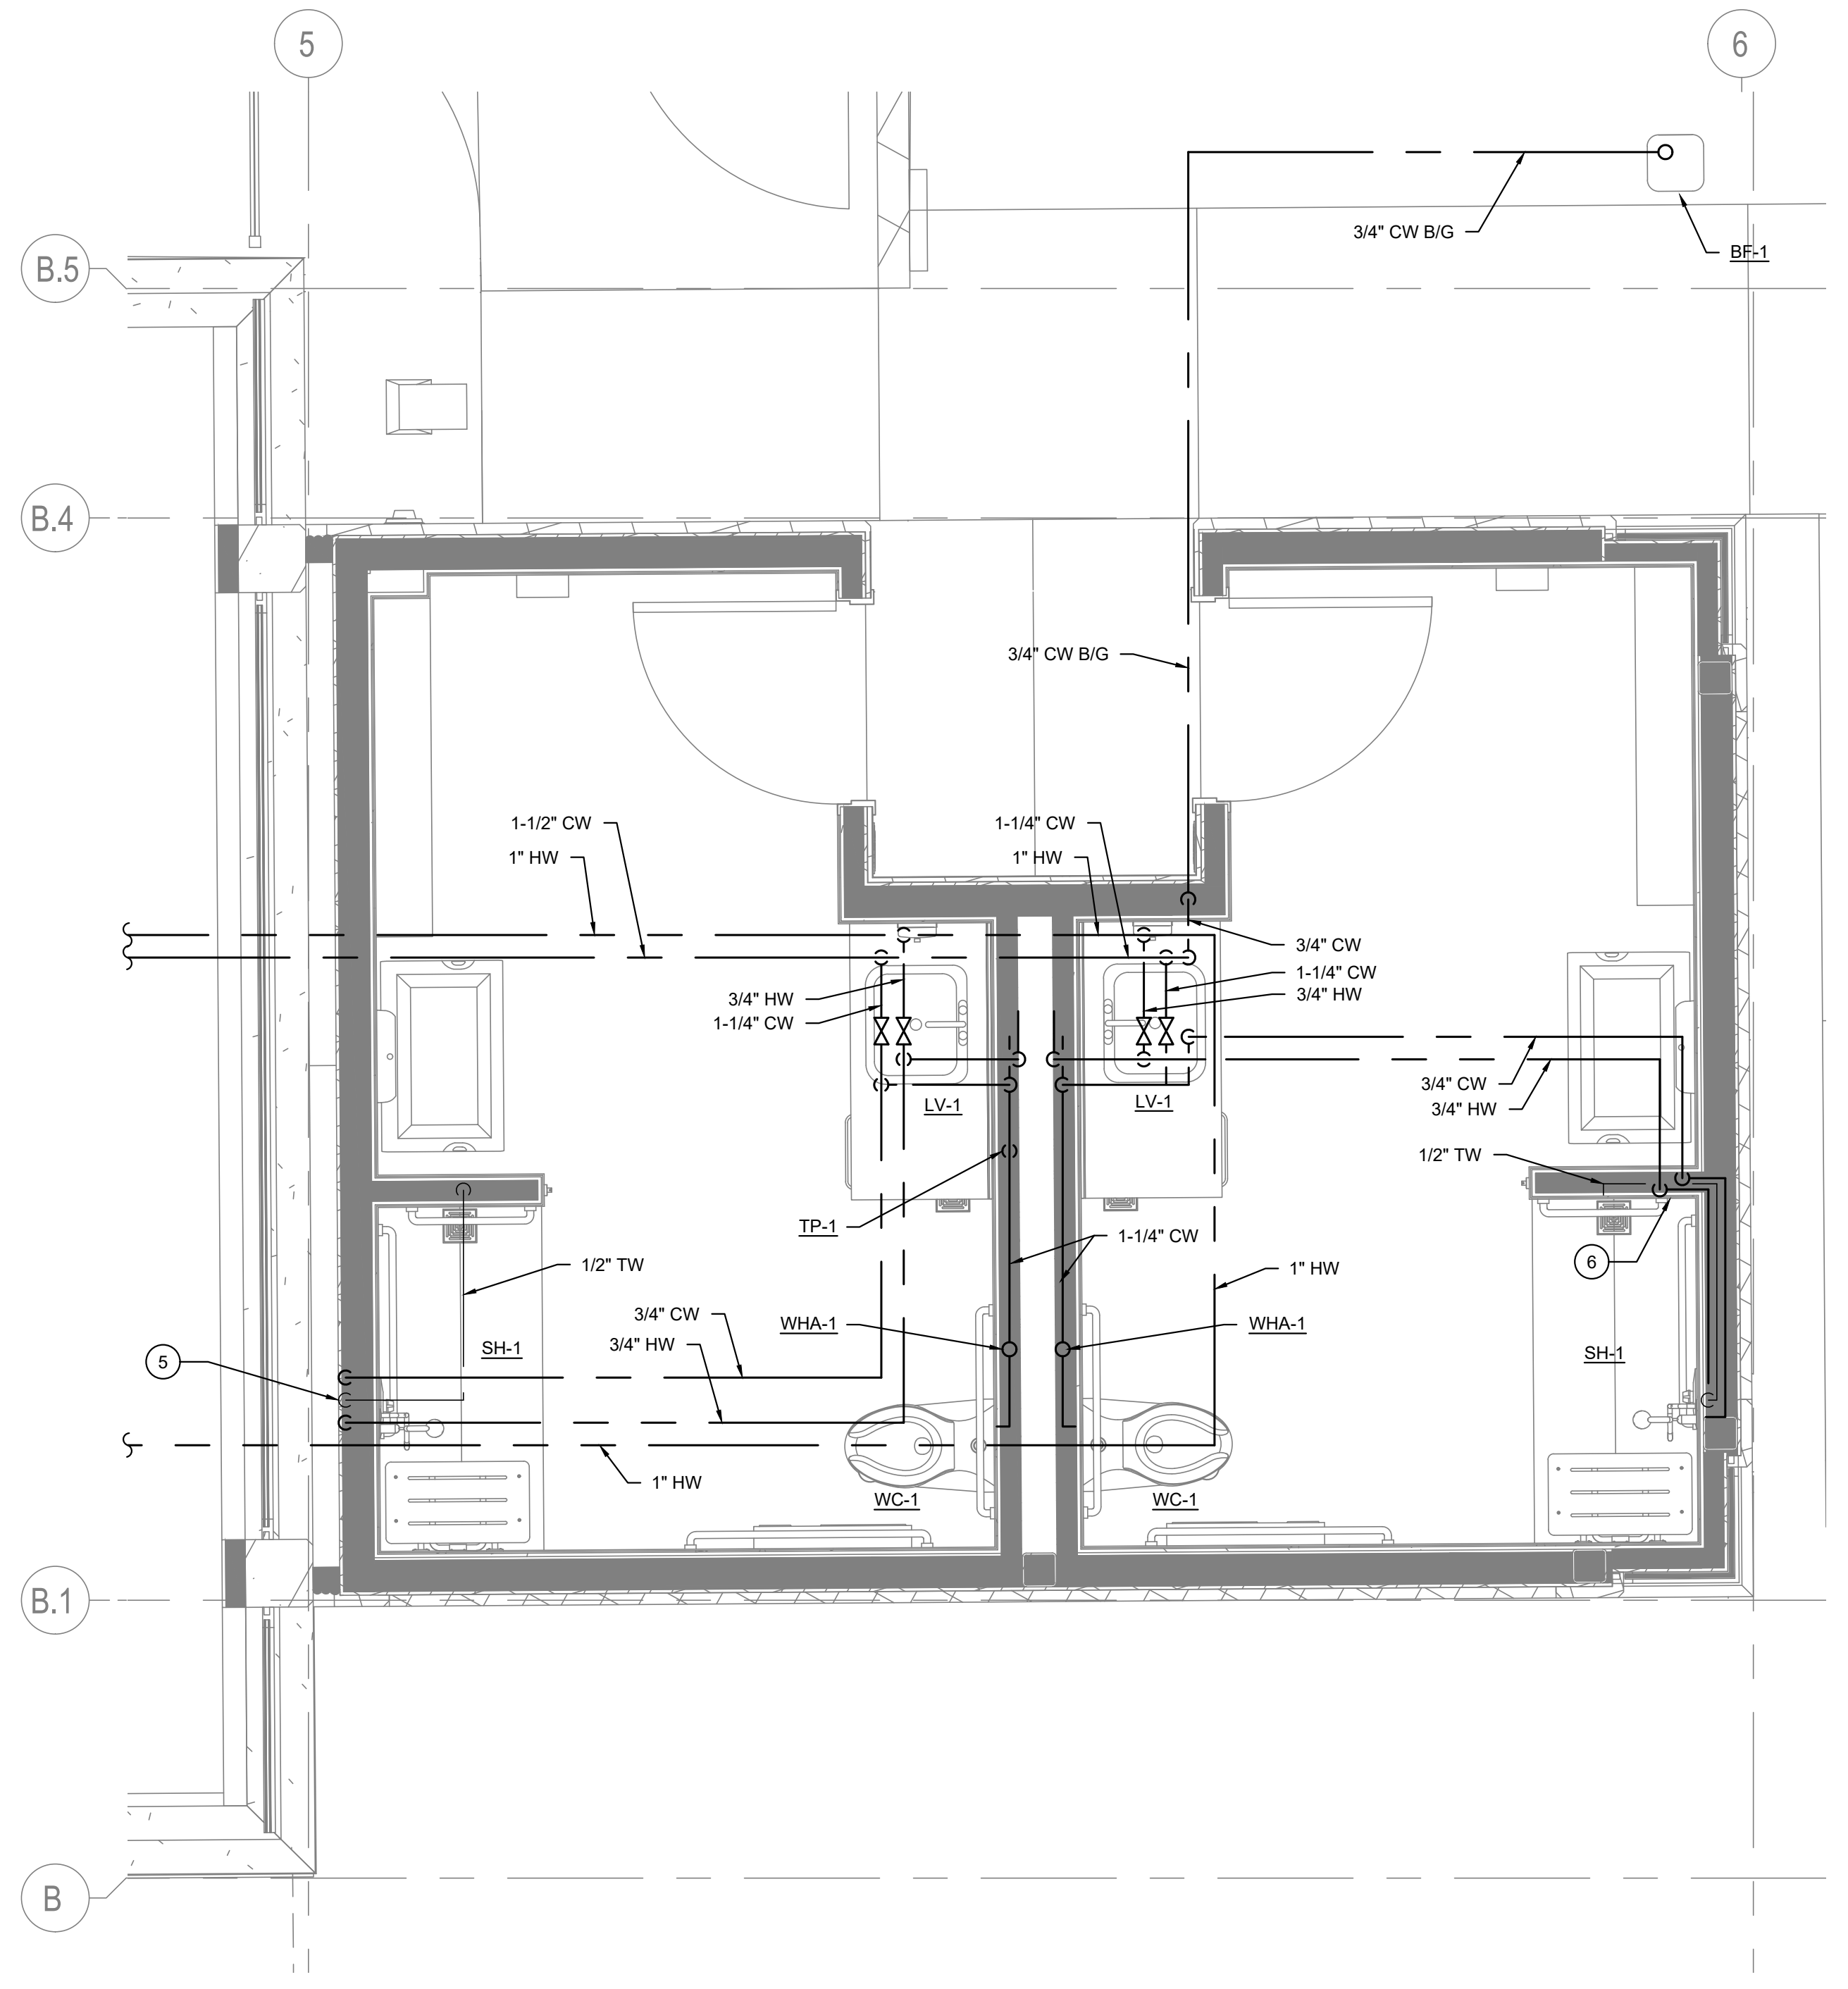 5
6
3/4" CW B/G
BF-1
B.5
B.4
3/4" CW B/G
1-1/2" CW
1-1/4" CW
1" HW
1" HW
3/4" CW
1-1/4" CW
3/4" HW
3/4" HW
1-1/4" CW
3/4" CW
3/4" HW
LV-1
LV-1
1/2" TW
TP-1
1-1/4" CW
1/2" TW
6
1" HW
3/4" CW
WHA-1
WHA-1
3/4" HW
SH-1
SH-1
5
1" HW
WC-1
WC-1
B.1
B